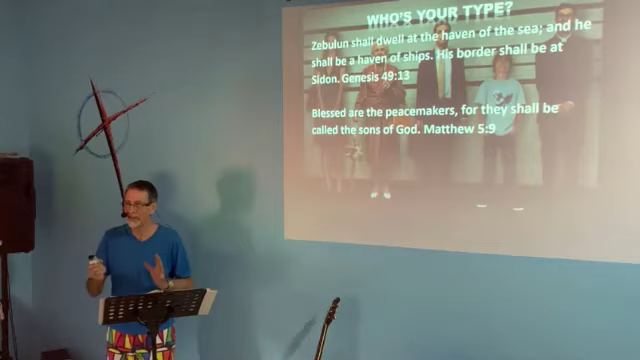 WHO'S YOUR TYPE?
Zebulun shall dwell at the haven of the sea; and he
shall be a haven of ships. His border shall be at
Sidon. Genesis 49:13
Blessed are the peacemakers, for they shall be
called the sons of God. Matthew 5:9